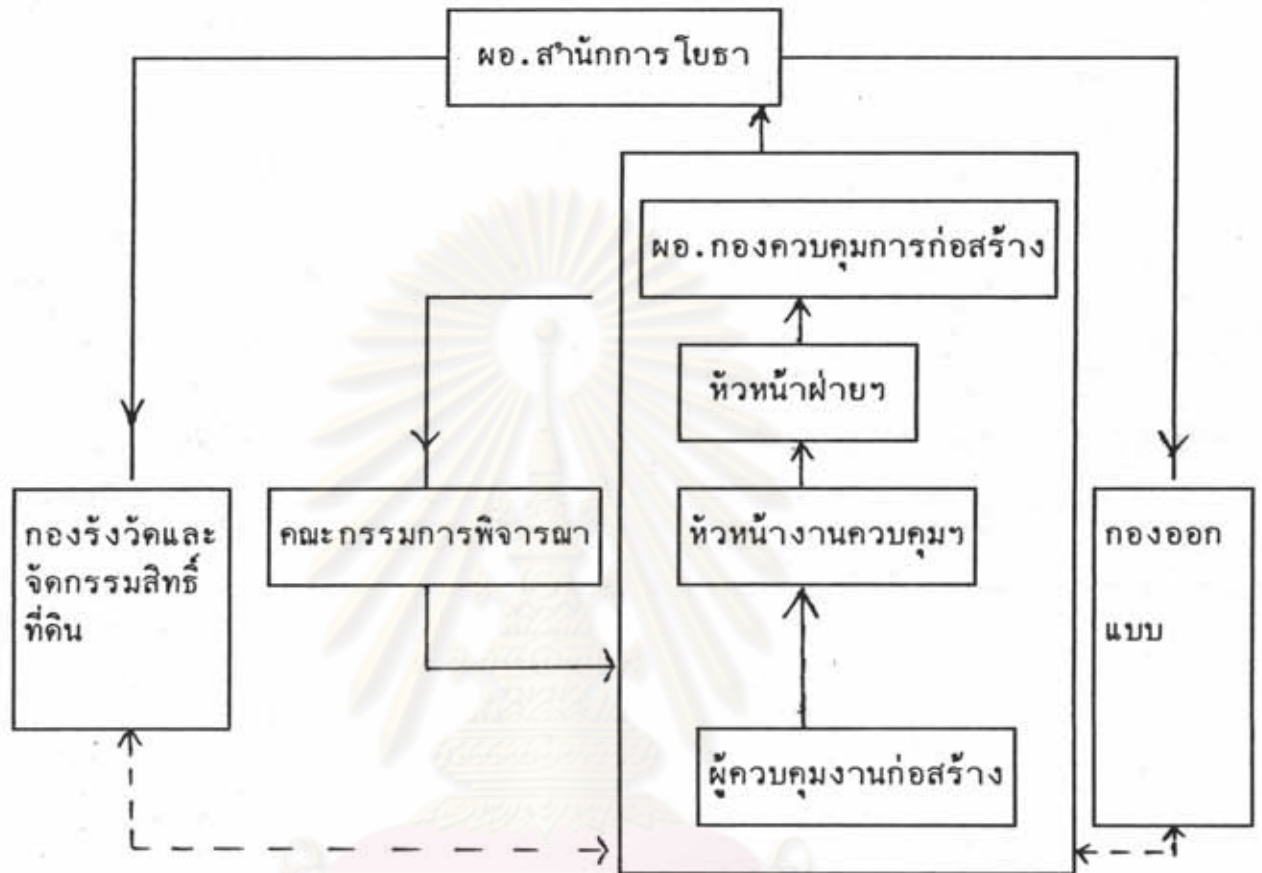 ผอ.สำนักการโยธา
ผอ.กองควบคุมการก่อสร้าง
หัวหน้าฝ่ายฯ
กองรังวัดและ
จัดกรรมสิทธิ์
ที่ดิน
คณะกรรมการพิจารณา
หัวหน้างานควบคุมฯ
กองออก
แบบ
ผู้ควบคุมงานก่อสร้าง